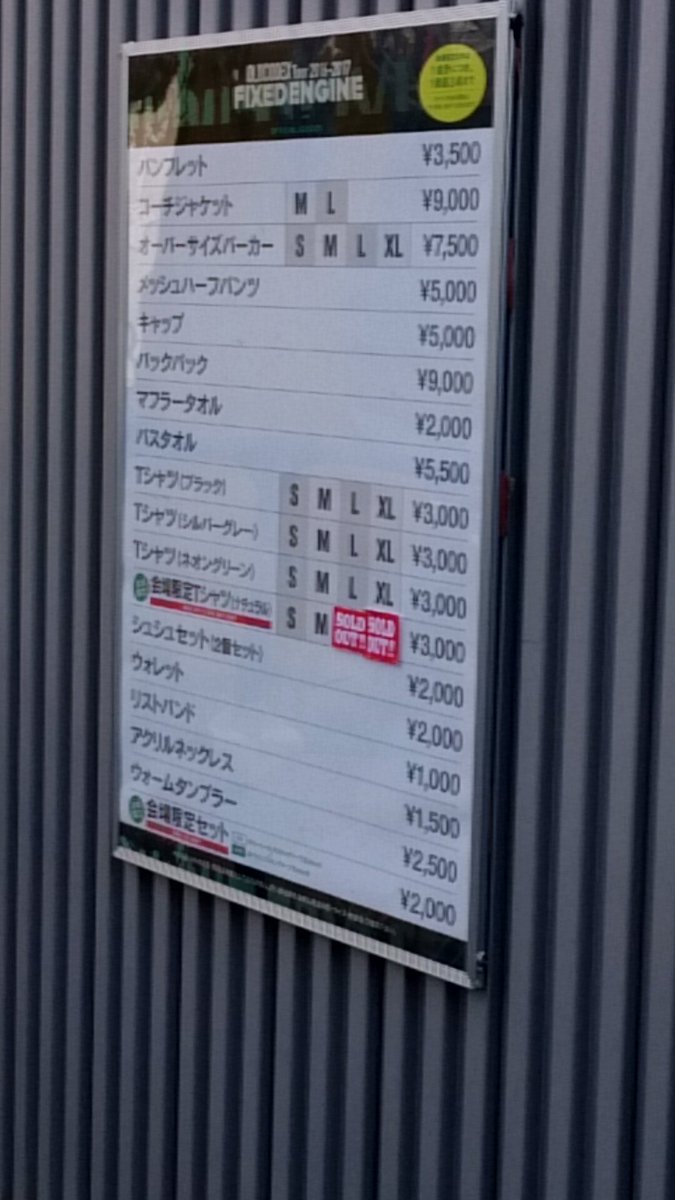 OLDCODEX Tour 2016-2017
FIXED ENGINE
パンフレット ¥3,500
コーチジャケット M L ¥9,000
オーバーサイズパーカー S M L XL ¥7,500
メッシュハーフパンツ ¥5,000
キャップ ¥5,000
バックパック ¥9,000
マフラータオル ¥2,000
バスタオル ¥5,500
Tシャツ(ブラック) S M L XL ¥3,000
Tシャツ(シルバーグレー) S M L XL ¥3,000
Tシャツ(ネオングリーン) S M L XL ¥3,000
会場限定Tシャツ(ナチュラル) S M SOLD OUT!! SOLD OUT!! ¥3,000
シュシュセット(2個セット) ¥2,000
ウォレット ¥2,000
リストバンド ¥1,000
アクリルネックレス ¥1,500
ウォームタンブラー ¥2,500
会場限定セット ¥2,000